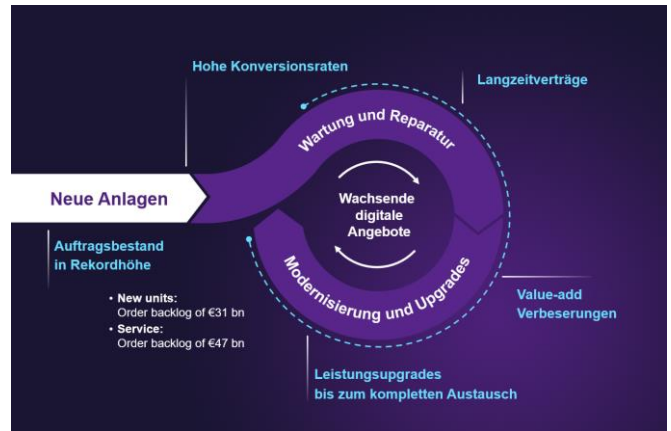 Hohe Konversionsraten
Langzeitverträge
Wartung und Reparatur
Neue Anlagen
Wachsende
digitale
Angebote
Auftragsbestand
in Rekordhöhe
• New units:
Order backlog of €31 bn
• Service:
Order backlog of €47 bn
Modernisierung und Upgrades
Value-add
Verbeserungen
Leistungsupgrades
bis zum kompletten Austausch